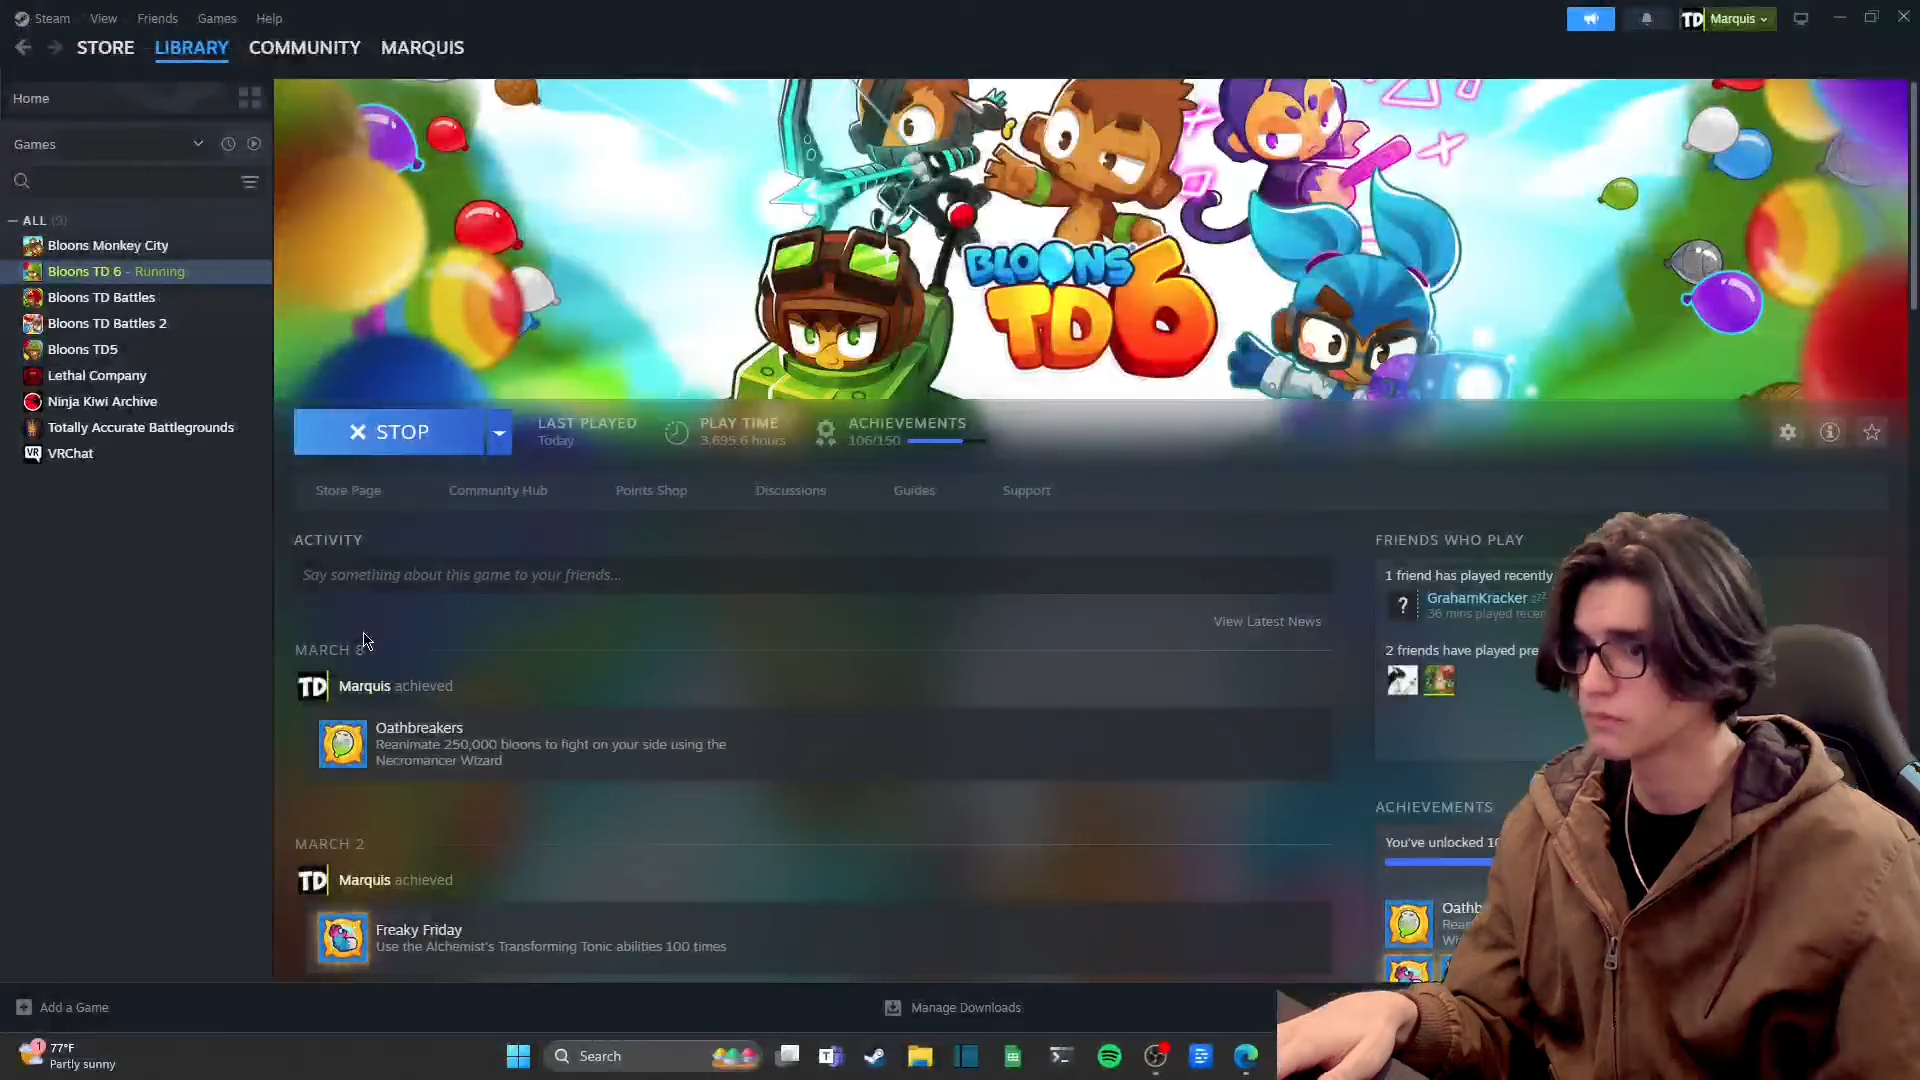 Steam View Friends Games Help
TD Marquis
STORE LIBRARY COMMUNITY MARQUIS
Home
Games
ALL (9)
Bloons Monkey City
Bloons TD 6 - Running
Bloons TD Battles
Bloons TD Battles 2
Bloons TD5
Lethal Company
Ninja Kiwi Archive
Totally Accurate Battlegrounds
VR VRChat
BLOONS
TD6
STOP
LAST PLAYED
Today
PLAY TIME
3,695.6 hours
ACHIEVEMENTS
106/150
Store Page Community Hub Points Shop Discussions Guides Support
ACTIVITY
Say something about this game to your friends...
View Latest News
MARCH 8
TD Marquis achieved
Oathbreakers
Reanimate 250,000 bloons to fight on your side using the
Necromancer Wizard
MARCH 2
TD Marquis achieved
Freaky Friday
Use the Alchemist's Transforming Tonic abilities 100 times
FRIENDS WHO PLAY
1 friend has played recently
? GrahamKracker
36 mins played
2 friends have played
ACHIEVEMENTS
You've unlocked
Add a Game
Manage Downloads
1
77°F
Partly sunny
Search